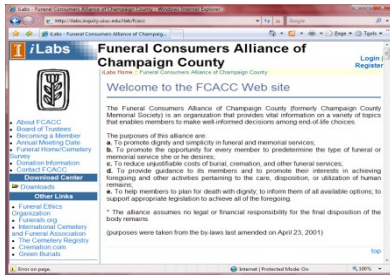 iLabs - Funeral Consumers Alliance of Champaign County - Windows Internet Explorer
http://ilabs.inquiry.uiuc.edu/ilab/fcacc
Google
iLabs - Funeral Consumers Alliance of Champaig...
Page
Tools
iLabs
Funeral Consumers Alliance of
Champaign County
Login |
Register
iLabs Home :: Funeral Consumers Alliance of Champaign County
Welcome to the FCACC Web site
The Funeral Consumers Alliance of Champaign County (formerly Champaign County
Memorial Society) is an organization that provides vital information on a variety of topics
that enables members to make well-informed decisions among end-of-life choices.
The purposes of this alliance are:
a. To promote dignity and simplicity in funeral and memorial services;
b. To promote the opportunity for every member to predetermine the type of funeral or
memorial service she or he desires;
c. To reduce unjustifiable costs of burial, cremation, and other funeral services;
d. To provide guidance to its members and to promote their interests in achieving
foregoing and other activities pertaining to the care, disposition, or utilization of human
remains;
e. To help members to plan for death with dignity; to inform them of all available options; to
support appropriate legislation to achieve all of the foregoing.
* The alliance assumes no legal or financial responsibility for the final disposition of the
body remains.
(purposes were taken from the by-laws last amended on April 23, 2001)
top
About FCACC
Board of Trustees
Becoming a Member
Annual Meeting Date
Funeral Home/Cemetery
Survey
Donation Information
Contact FCACC
Download Center
Downloads
Other Links
Funeral Ethics
Organization
Funerals.org
International Cemetery
and Funeral Association
The Cemetery Registry
Cremation.com
Green Burials
Error on page.
Internet | Protected Mode: On
100%